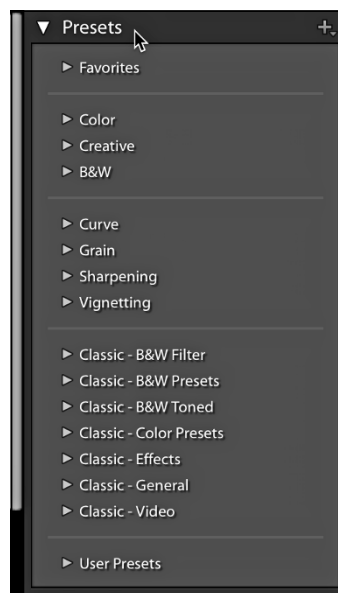 Presets
Favorites
Color
Creative
B&W
Curve
Grain
Sharpening
Vignetting
Classic - B&W Filter
Classic - B&W Presets
Classic - B&W Toned
Classic - Color Presets
Classic - Effects
Classic - General
Classic - Video
User Presets